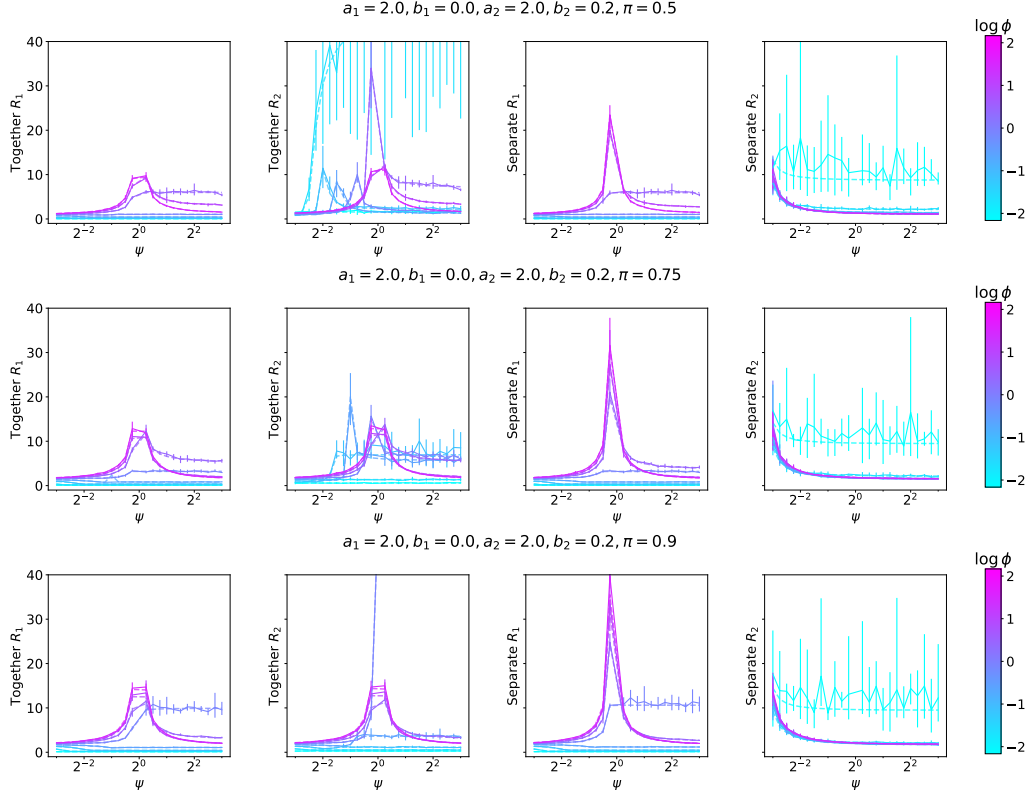 a₁ = 2.0, b₁ = 0.0, a₂ = 2.0, b₂ = 0.2, π = 0.5
40
30
20
10
0
Together R₁
2⁻² 2⁰ 2²
ψ
Together R₂
2⁻² 2⁰ 2²
ψ
Separate R₁
2⁻² 2⁰ 2²
ψ
Separate R₂
2⁻² 2⁰ 2²
ψ
log ϕ
2
1
0
−1
−2
a₁ = 2.0, b₁ = 0.0, a₂ = 2.0, b₂ = 0.2, π = 0.75
40
30
20
10
0
Together R₁
2⁻² 2⁰ 2²
ψ
Together R₂
2⁻² 2⁰ 2²
ψ
Separate R₁
2⁻² 2⁰ 2²
ψ
Separate R₂
2⁻² 2⁰ 2²
ψ
log ϕ
2
1
0
−1
−2
a₁ = 2.0, b₁ = 0.0, a₂ = 2.0, b₂ = 0.2, π = 0.9
40
30
20
10
0
Together R₁
2⁻² 2⁰ 2²
ψ
Together R₂
2⁻² 2⁰ 2²
ψ
Separate R₁
2⁻² 2⁰ 2²
ψ
Separate R₂
2⁻² 2⁰ 2²
ψ
log ϕ
2
1
0
−1
−2